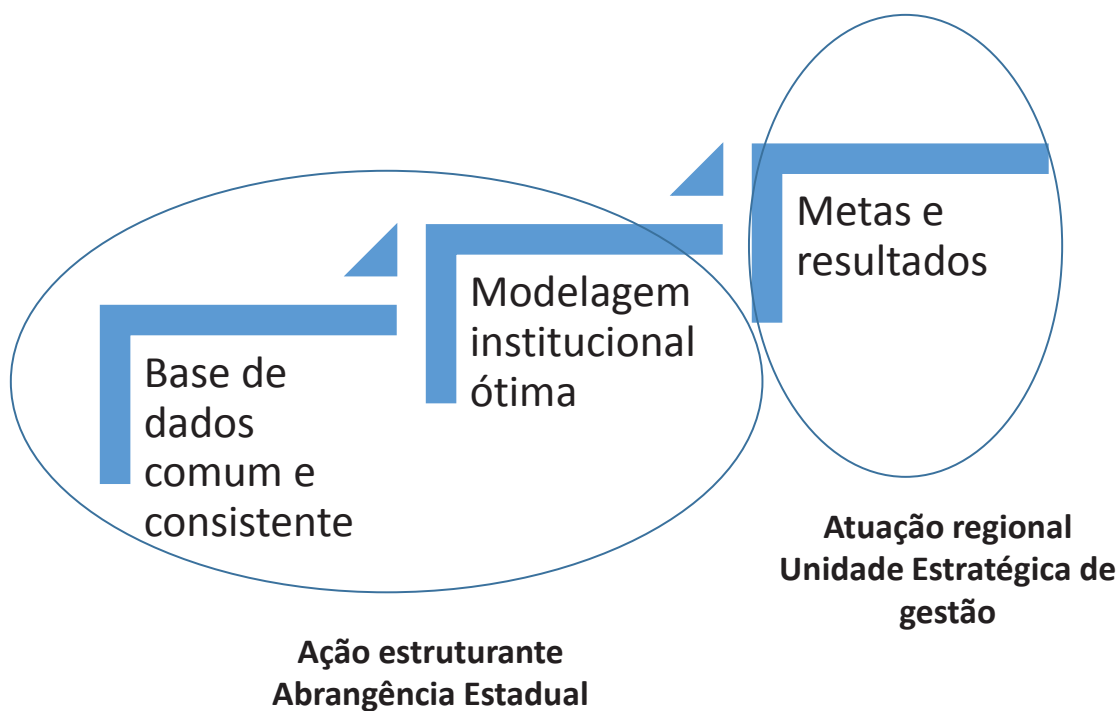 Base de
dados
comum e
consistente
Modelagem
institucional
ótima
Metas e
resultados
Ação estruturante
Abrangência Estadual
Atuação regional
Unidade Estratégica de
gestão